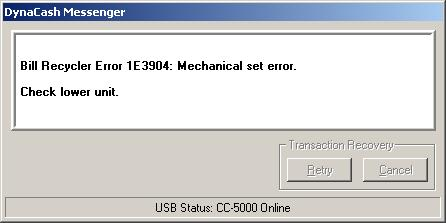 DynaCash Messenger
Bill Recycler Error 1E3904: Mechanical set error.
Check lower unit.
Transaction Recovery
Retry Cancel
USB Status: CC-5000 Online